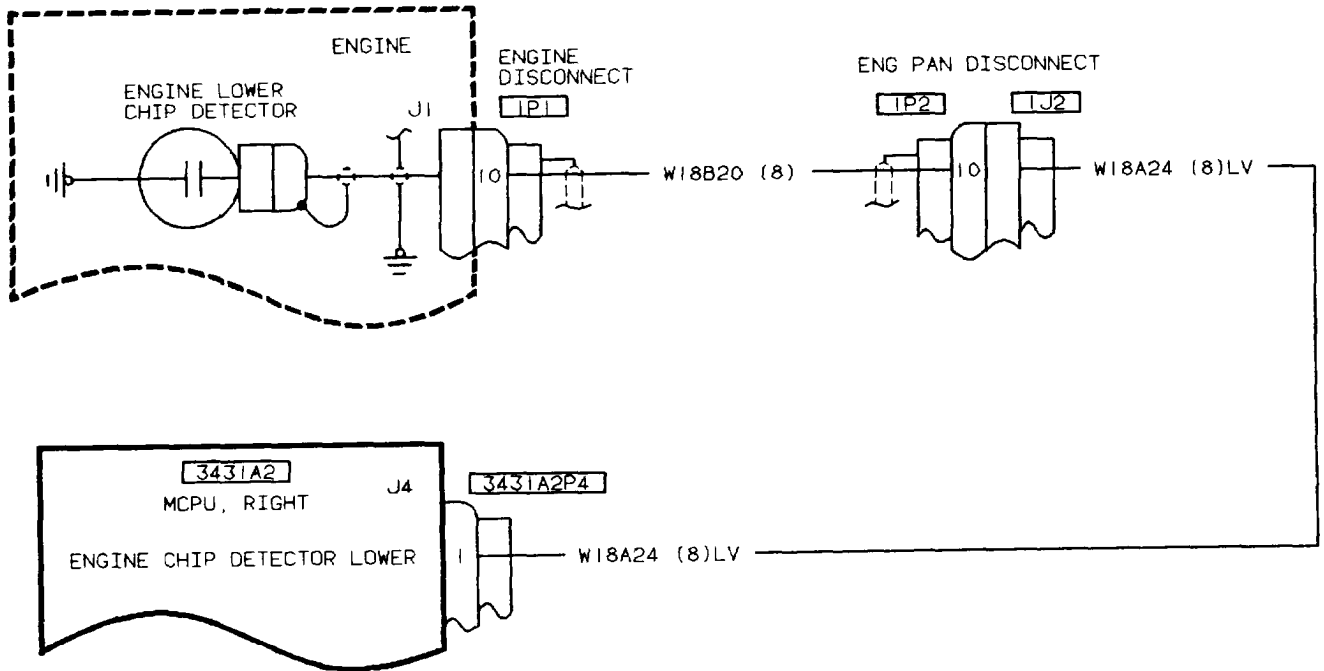 ENGINE
ENGINE LOWER
CHIP DETECTOR
J1
ENGINE
DISCONNECT
1P1
10
W18B20 (8)
ENG PAN DISCONNECT
1P2
1J2
10
W18A24 (8)LV
3431A2
MCPU, RIGHT
J4
3431A2P4
ENGINE CHIP DETECTOR LOWER
1
W18A24 (8)LV